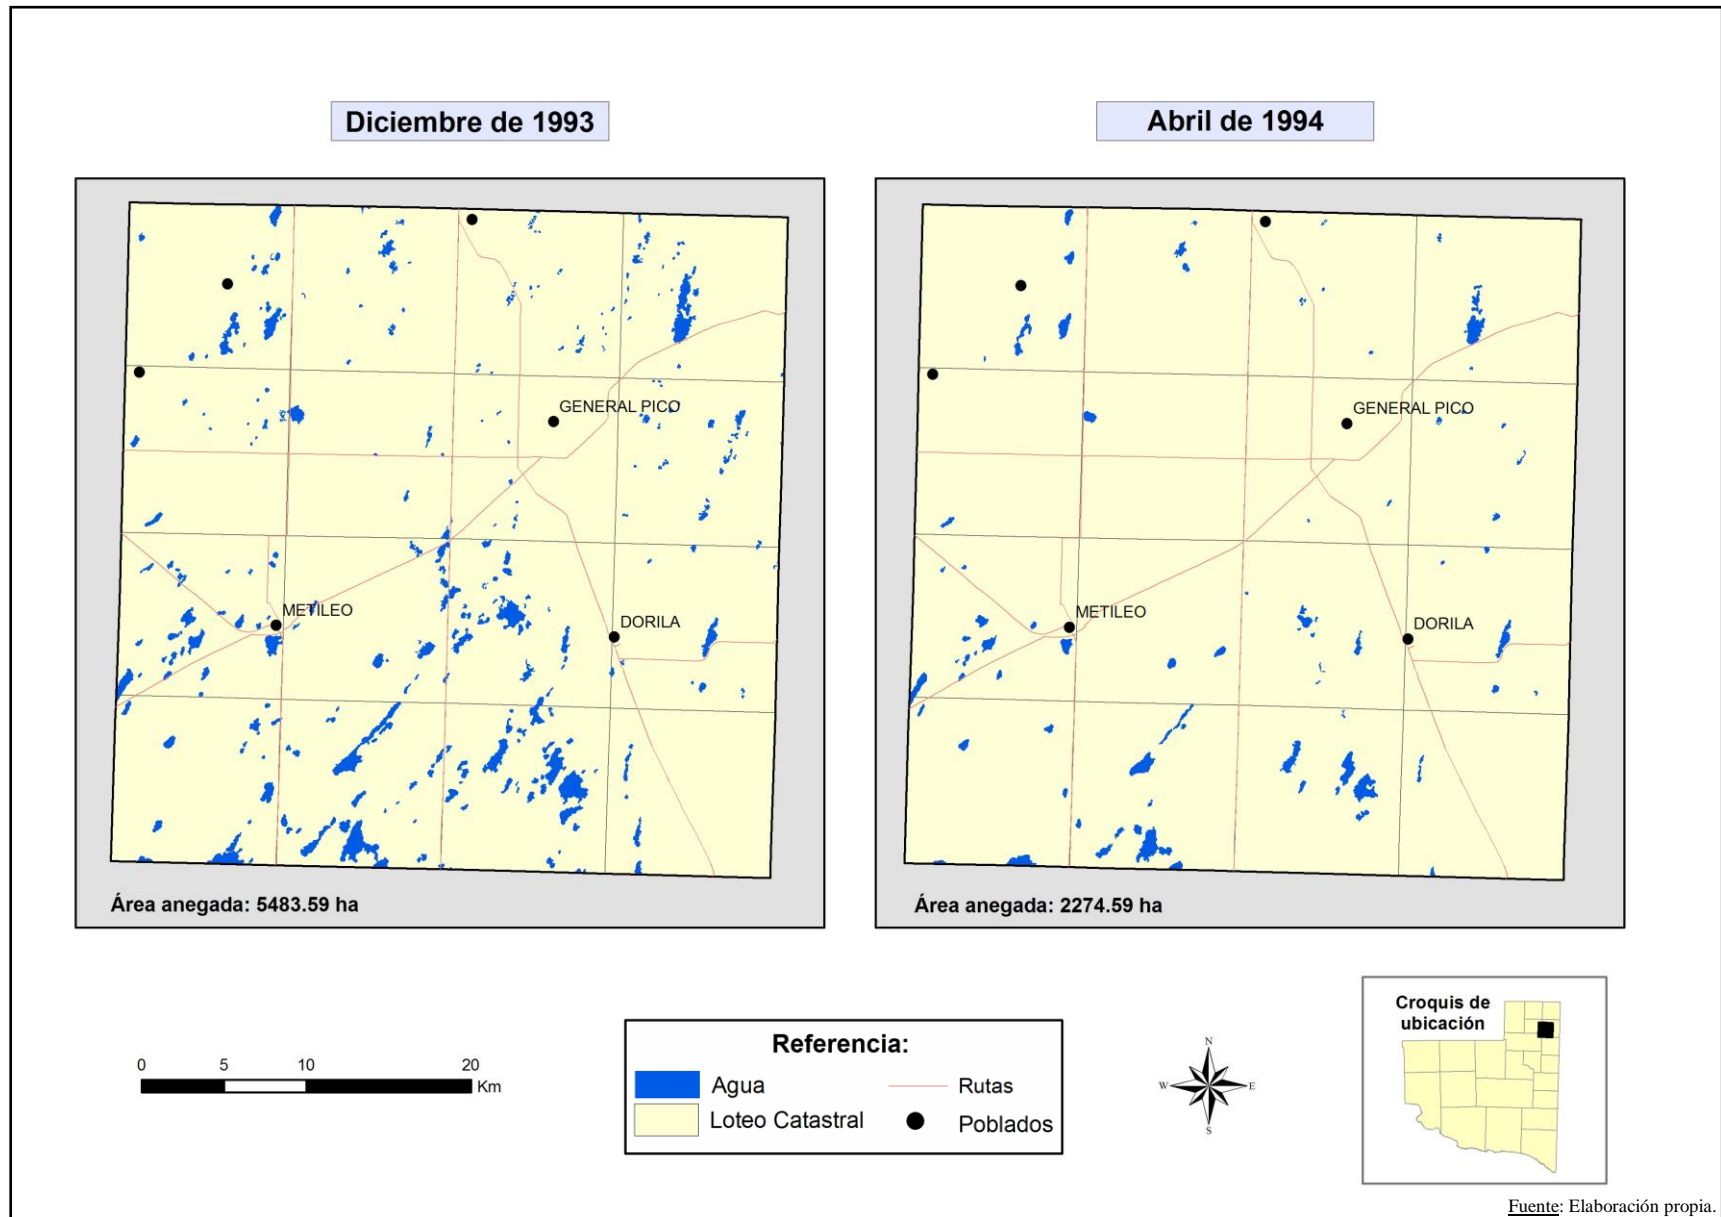 Diciembre de 1993
Abril de 1994
GENERAL PICO
METILEO
DORILA
Área anegada: 5483.59 ha
GENERAL PICO
METILEO
DORILA
Área anegada: 2274.59 ha
0 5 10 20
Km
Referencia:
Agua
Rutas
Loteo Catastral
Poblados
N
W E
S
Croquis de
ubicación
Fuente: Elaboración propia.